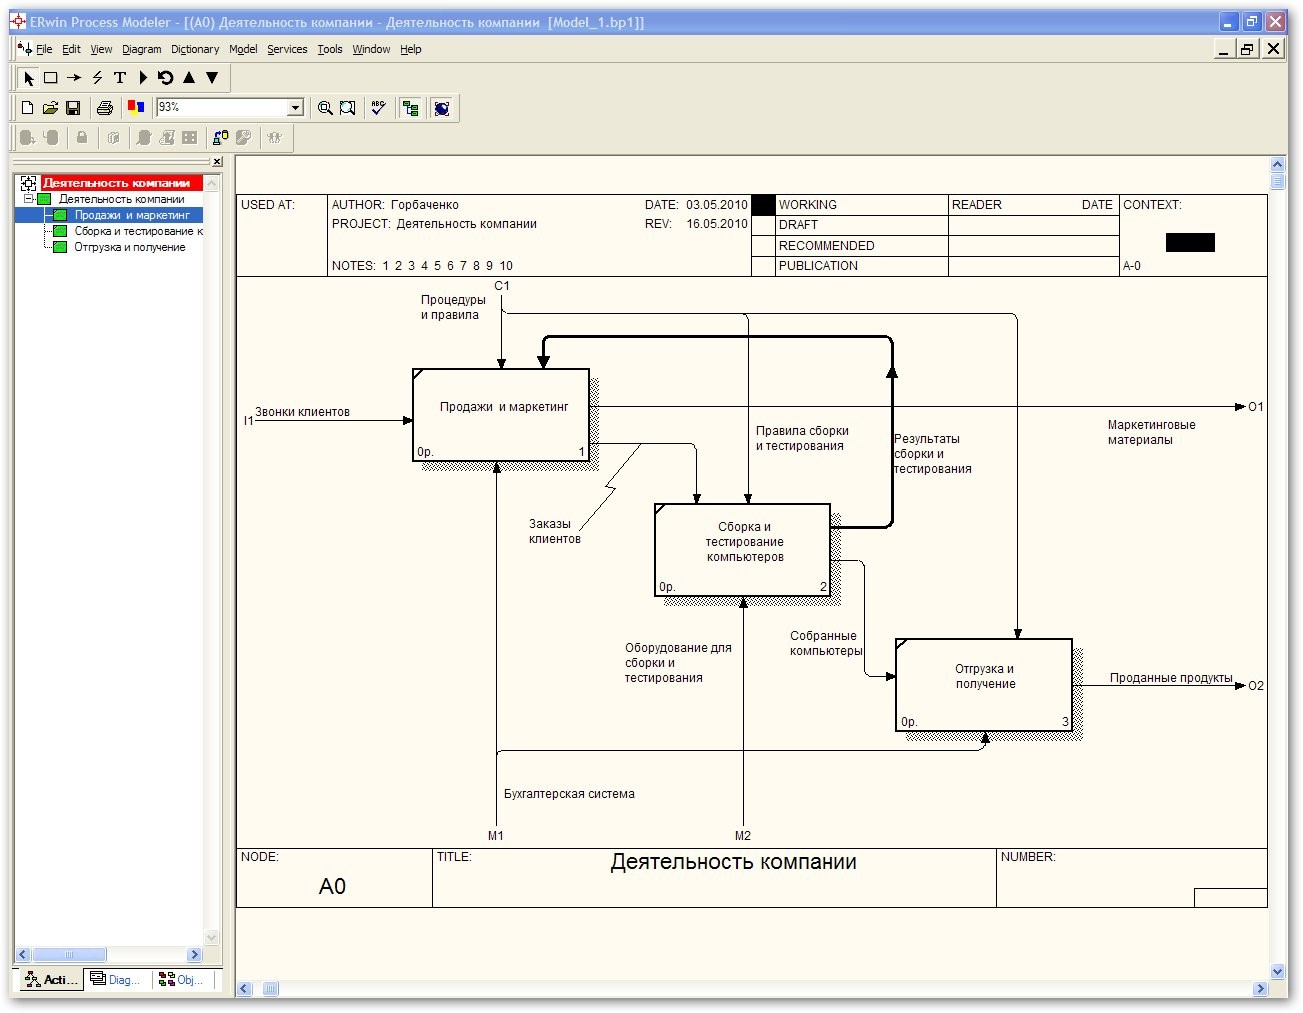 ERwin Process Modeler - [(A0) Деятельность компании - Деятельность компании  [Model_1.bp1]]
File Edit View Diagram Dictionary Model Services Tools Window Help
93%
Деятельность компании
Деятельность компании
Продажи и маркетинг
Сборка и тестирование к
Отгрузка и получение
Acti...
Diag...
Obj...
USED AT:
AUTHOR: Горбаченко
DATE: 03.05.2010
PROJECT: Деятельность компании
REV: 16.05.2010
NOTES: 1 2 3 4 5 6 7 8 9 10
WORKING
DRAFT
RECOMMENDED
PUBLICATION
READER
DATE
CONTEXT:
A-0
C1
Процедуры
и правила
I1
Звонки клиентов
Продажи и маркетинг
0р.
1
O1
Маркетинговые
материалы
Правила сборки
и тестирования
Результаты
сборки и
тестирования
Заказы
клиентов
Сборка и
тестирование
компьютеров
0р.
2
Оборудование для
сборки и
тестирования
Собранные
компьютеры
Отгрузка и
получение
0р.
3
Проданные продукты
O2
Бухгалтерская система
M1
M2
NODE:
A0
TITLE:
Деятельность компании
NUMBER: